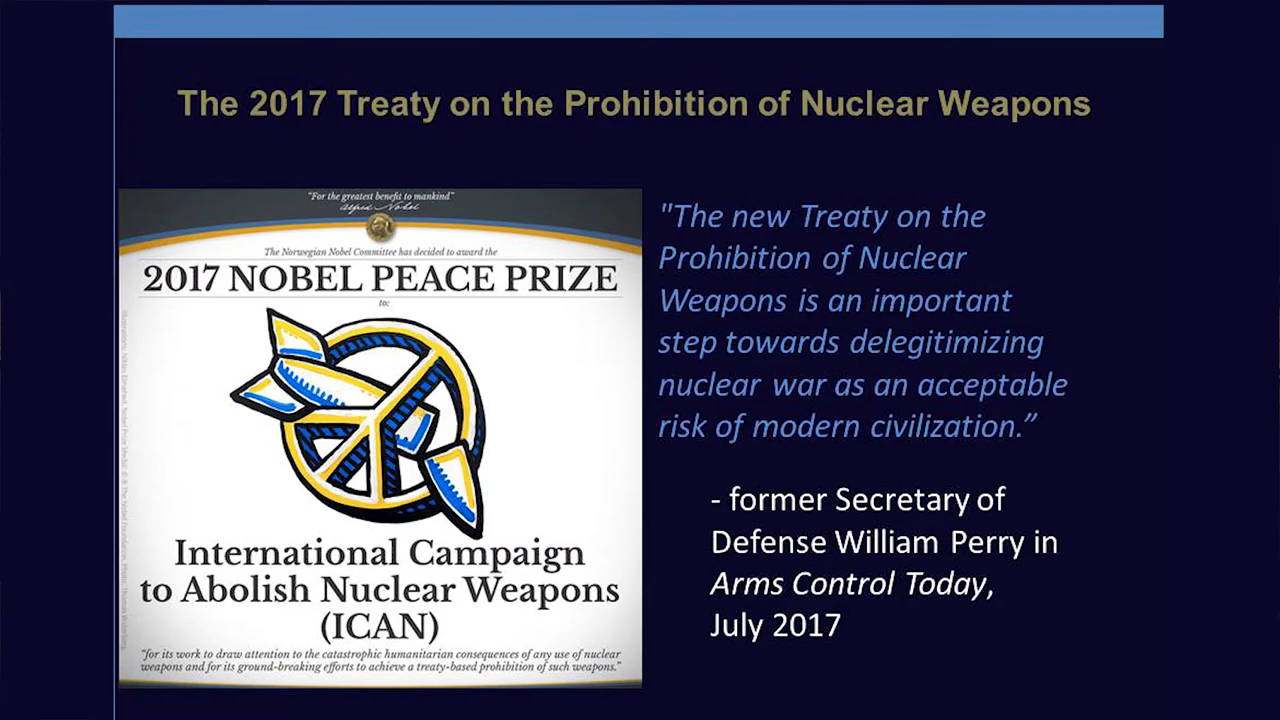 The 2017 Treaty on the Prohibition of Nuclear Weapons
"For the greatest benefit to mankind"
Alfred Nobel
The Norwegian Nobel Committee has decided to award the
2017 NOBEL PEACE PRIZE
to:
International Campaign
to Abolish Nuclear Weapons
(ICAN)
"for its work to draw attention to the catastrophic humanitarian consequences of any use of nuclear
weapons and for its ground-breaking efforts to achieve a treaty-based prohibition of such weapons."
"The new Treaty on the
Prohibition of Nuclear
Weapons is an important
step towards delegitimizing
nuclear war as an acceptable
risk of modern civilization.”
- former Secretary of
Defense William Perry in
Arms Control Today,
July 2017